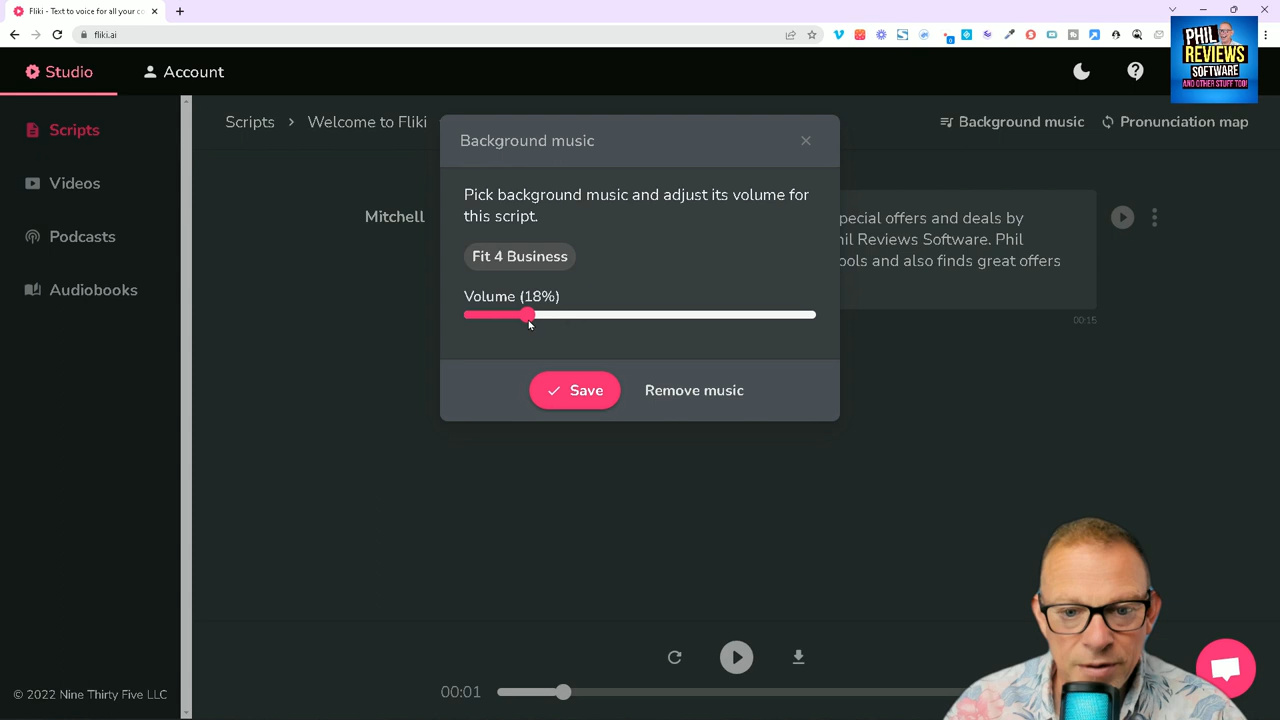 Fliki - Text to voice for all your co
fliki.ai
PHIL
REVIEWS
SOFTWARE
AND OTHER STUFF TOO!
Studio
Account
Scripts
Videos
Podcasts
Audiobooks
Scripts > Welcome to Fliki
Background music
Pronunciation map
Mitchell
pecial offers and deals by
hil Reviews Software. Phil
ools and also finds great offers
00:15
Background music
Pick background music and adjust its volume for
this script.
Fit 4 Business
Volume (18%)
Save
Remove music
00:01
© 2022 Nine Thirty Five LLC